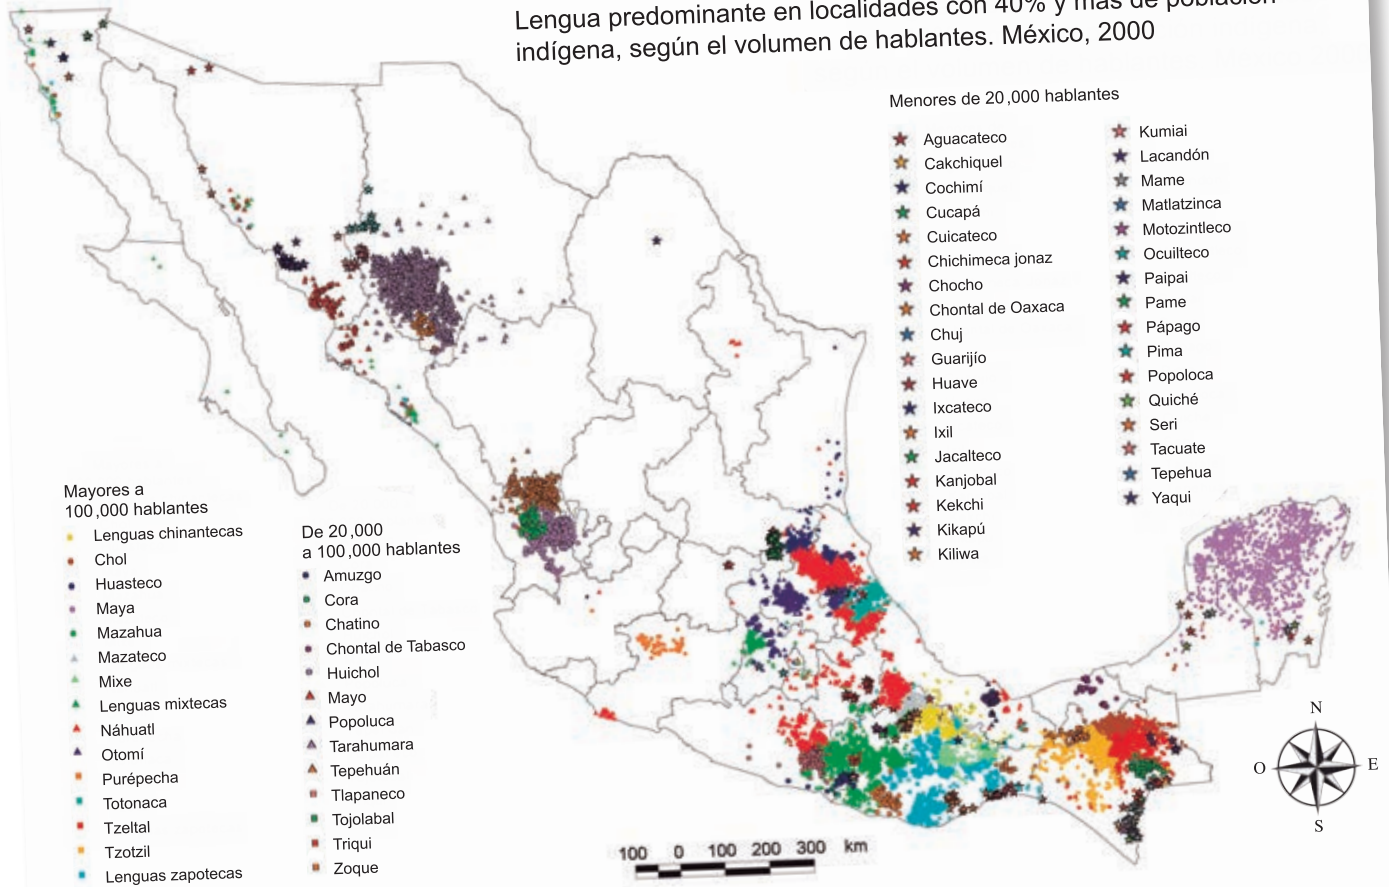 Lengua predominante en localidades con 40% y más de población
indígena, según el volumen de hablantes. México, 2000
Menores de 20,000 hablantes
Aguacateco
Cakchiquel
Cochimí
Cucapá
Cuicateco
Chichimeca jonaz
Chocho
Chontal de Oaxaca
Chuj
Guarijío
Huave
Ixcateco
Ixil
Jacalteco
Kanjobal
Kekchi
Kikapú
Kiliwa
Kumiai
Lacandón
Mame
Matlatzinca
Motozintleco
Ocuilteco
Paipai
Pame
Pápago
Pima
Popoloca
Quiché
Seri
Tacuate
Tepehua
Yaqui
Mayores a
100,000 hablantes
Lenguas chinantecas
Chol
Huasteco
Maya
Mazahua
Mazateco
Mixe
Lenguas mixtecas
Náhuatl
Otomí
Purépecha
Totonaca
Tzeltal
Tzotzil
Lenguas zapotecas
De 20,000
a 100,000 hablantes
Amuzgo
Cora
Chatino
Chontal de Tabasco
Huichol
Mayo
Popoluca
Tarahumara
Tepehuán
Tlapaneco
Tojolabal
Triqui
Zoque
N
O E
S
100 0 100 200 300 km